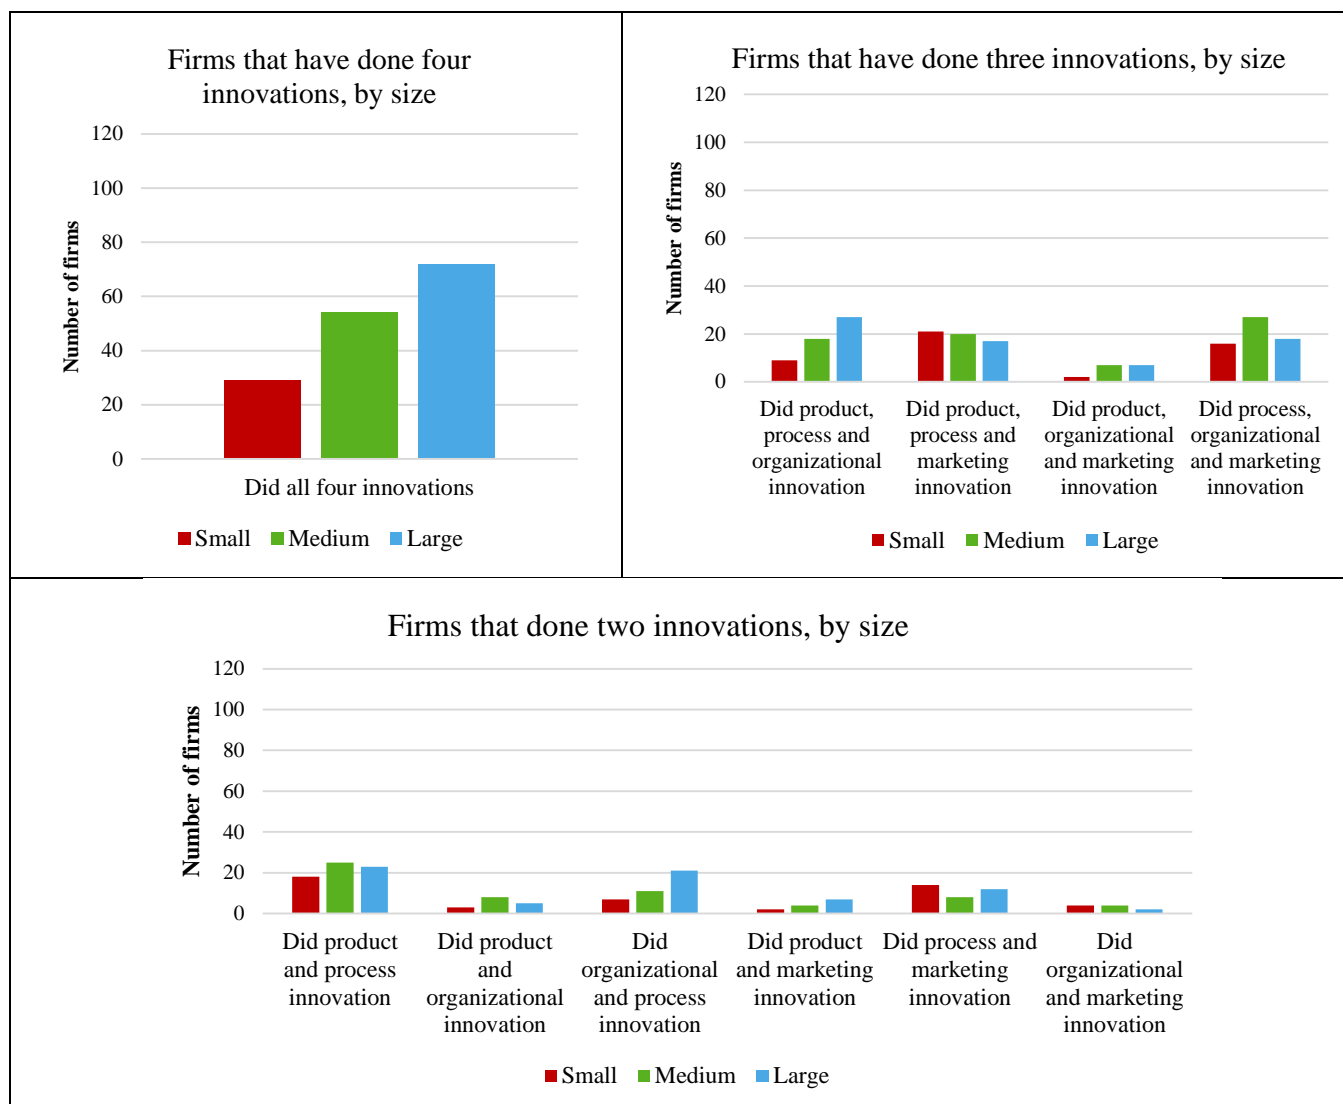 Firms that have done four
innovations, by size
Number of firms
120
100
80
60
40
20
0
Did all four innovations
Small Medium Large
Firms that have done three innovations, by size
Number of firms
120
100
80
60
40
20
0
Did product, process and organizational innovation
Did product, process and marketing innovation
Did product, organizational and marketing innovation
Did process, organizational and marketing innovation
Small Medium Large
Firms that done two innovations, by size
Number of firms
120
100
80
60
40
20
0
Did product and process innovation
Did product and organizational innovation
Did organizational and process innovation
Did product and marketing innovation
Did process and marketing innovation
Did organizational and marketing innovation
Small Medium Large